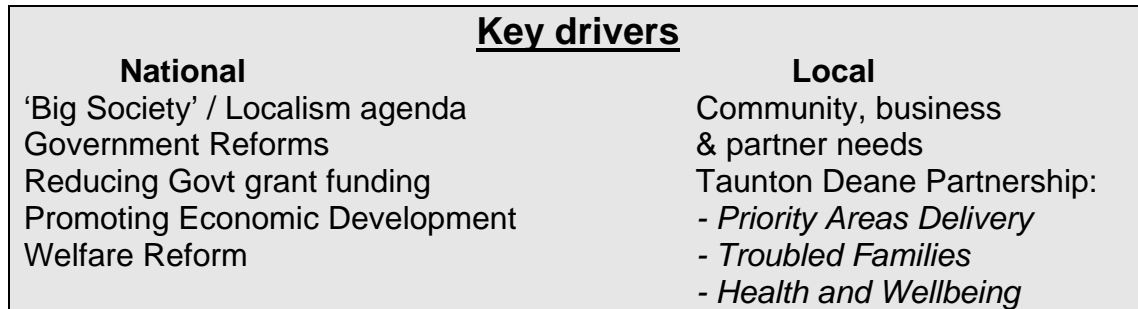 Key drivers
National
'Big Society' / Localism agenda
Government Reforms
Reducing Govt grant funding
Promoting Economic Development
Welfare Reform
Local
Community, business
& partner needs
Taunton Deane Partnership:
- Priority Areas Delivery
- Troubled Families
- Health and Wellbeing